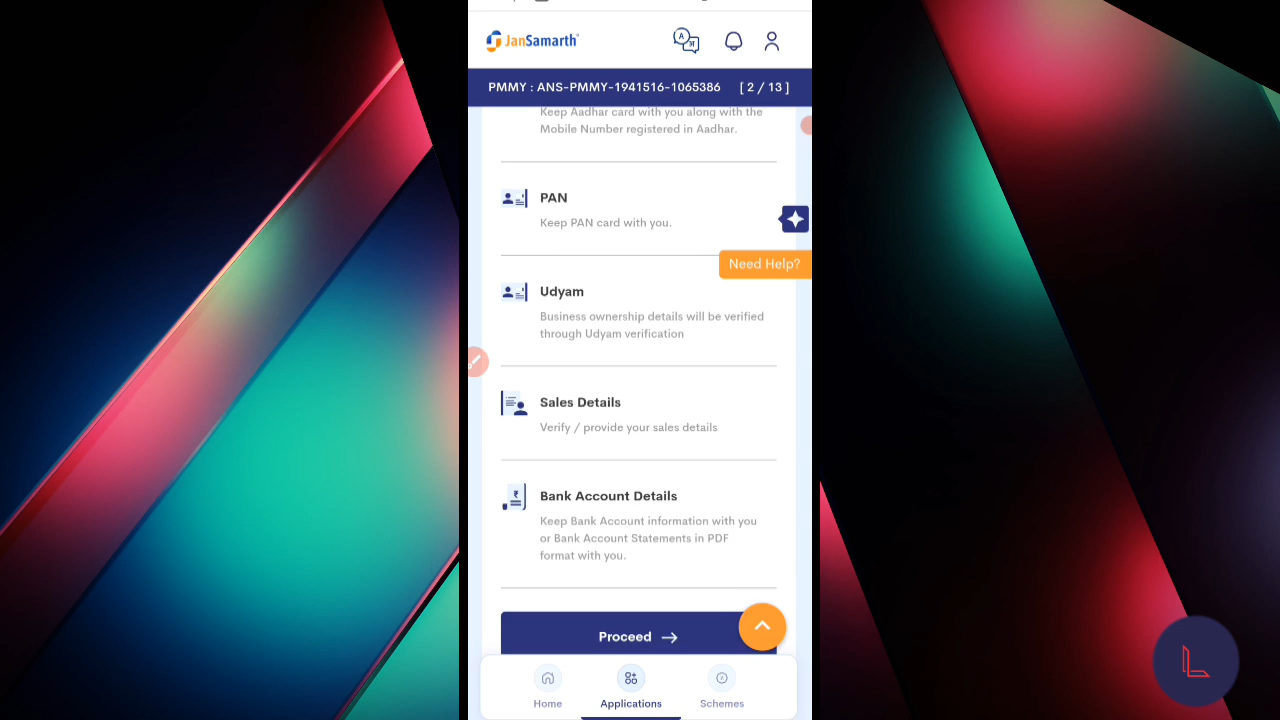 JanSamarth
PMMY : ANS-PMMY-1941516-1065386 [ 2 / 13 ]
Keep Aadhar card with you along with the
Mobile Number registered in Aadhar.
PAN
Keep PAN card with you.
Need Help?
Udyam
Business ownership details will be verified
through Udyam verification
Sales Details
Verify / provide your sales details
Bank Account Details
Keep Bank Account information with you
or Bank Account Statements in PDF
format with you.
Proceed
Home Applications Schemes